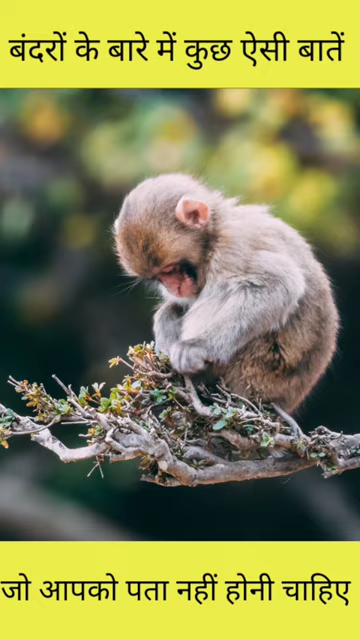 बंदरों के बारे में कुछ ऐसी बातें
जो आपको पता नहीं होनी चाहिए